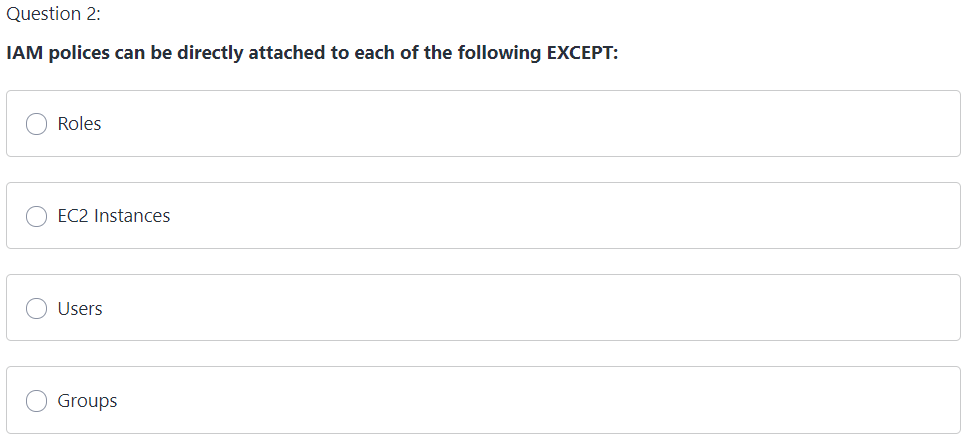 Question 2:
IAM polices can be directly attached to each of the following EXCEPT:
Roles
EC2 Instances
Users
Groups